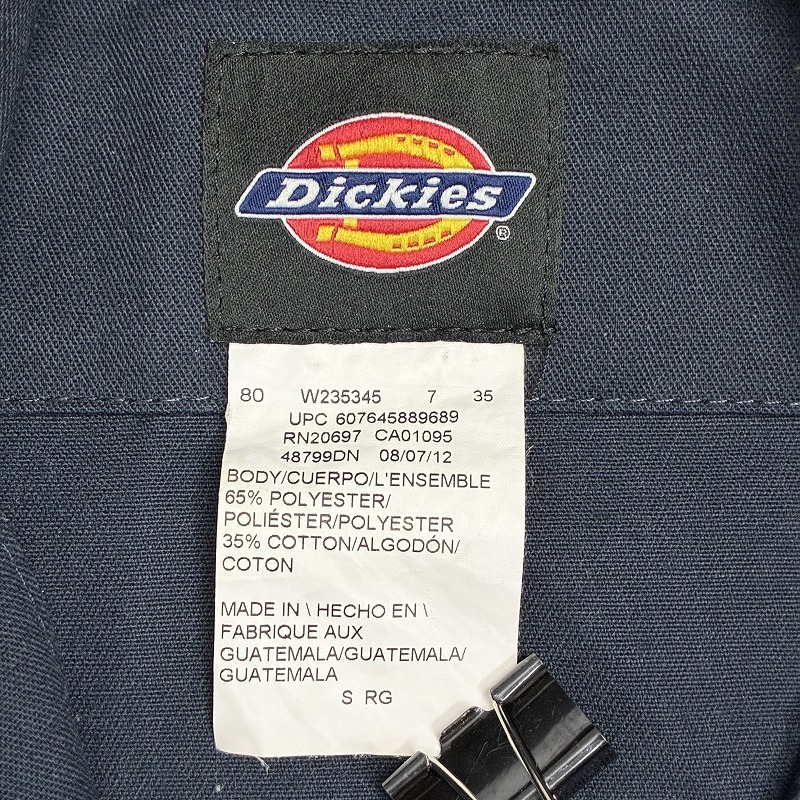 Dickies
®
80 W235345 7 35
UPC 607645889689
RN20697 CA01095
48799DN 08/07/12
BODY/CUERPO/L'ENSEMBLE
65% POLYESTER/
POLIÉSTER/POLYESTER
35% COTTON/ALGODÓN/
COTON
MADE IN \ HECHO EN \
FABRIQUE AUX
GUATEMALA/GUATEMALA/
GUATEMALA
S RG